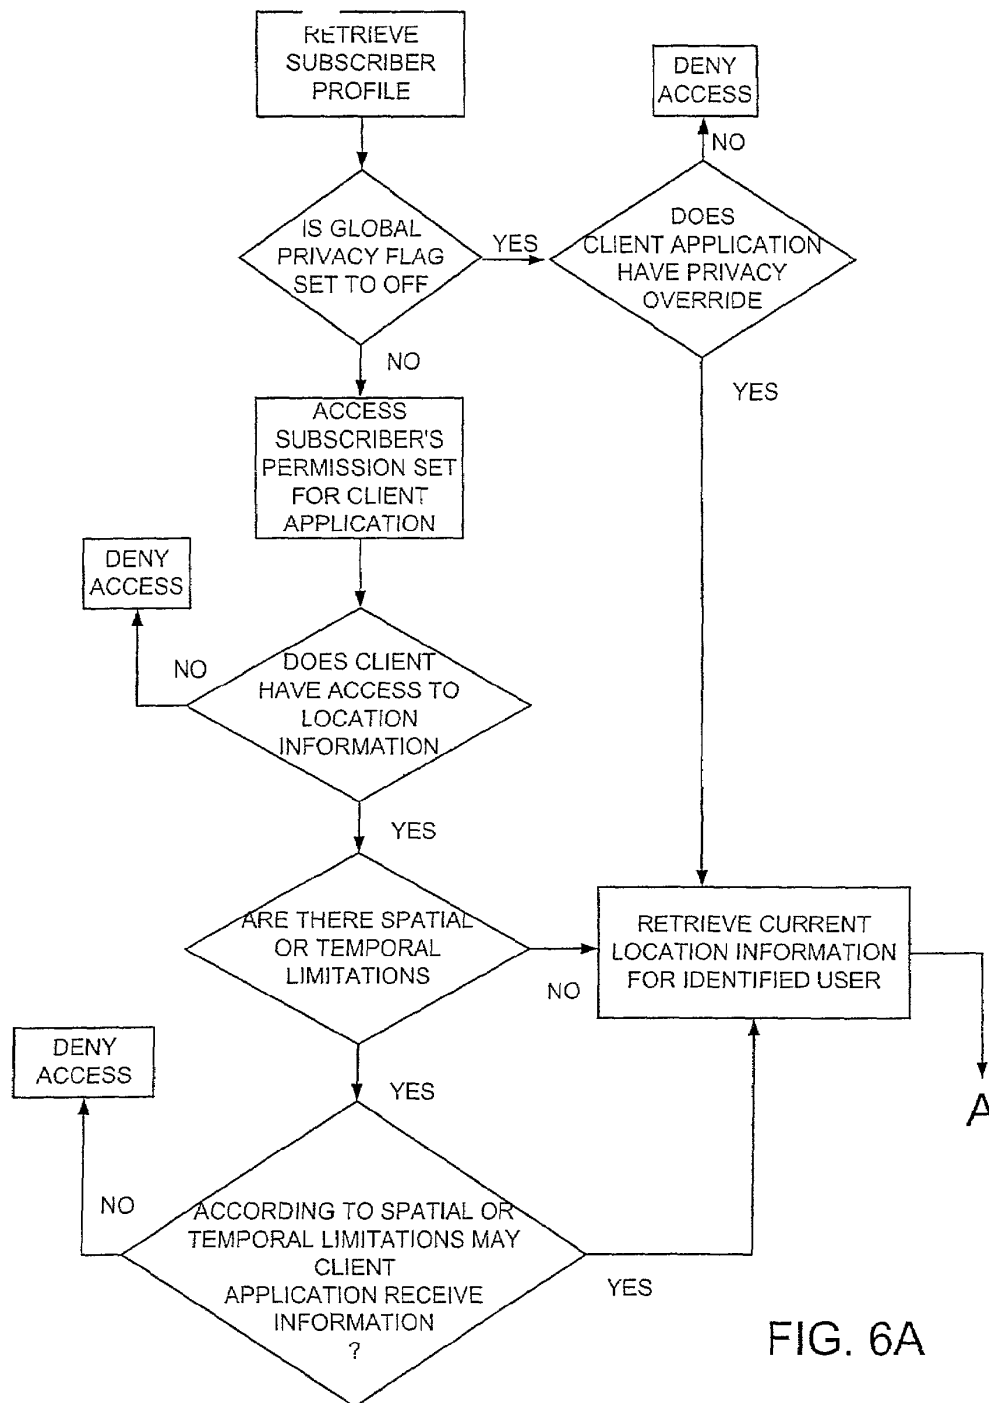 RETRIEVE
SUBSCRIBER
PROFILE
DENY
ACCESS
NO
IS GLOBAL
PRIVACY FLAG
SET TO OFF
YES
DOES
CLIENT APPLICATION
HAVE PRIVACY
OVERRIDE
NO
YES
ACCESS
SUBSCRIBER'S
PERMISSION SET
FOR CLIENT
APPLICATION
DENY
ACCESS
NO
DOES CLIENT
HAVE ACCESS TO
LOCATION
INFORMATION
YES
ARE THERE SPATIAL
OR TEMPORAL
LIMITATIONS
NO
RETRIEVE CURRENT
LOCATION INFORMATION
FOR IDENTIFIED USER
A
DENY
ACCESS
YES
NO
ACCORDING TO SPATIAL OR
TEMPORAL LIMITATIONS MAY
CLIENT
APPLICATION RECEIVE
INFORMATION
?
YES
FIG. 6A